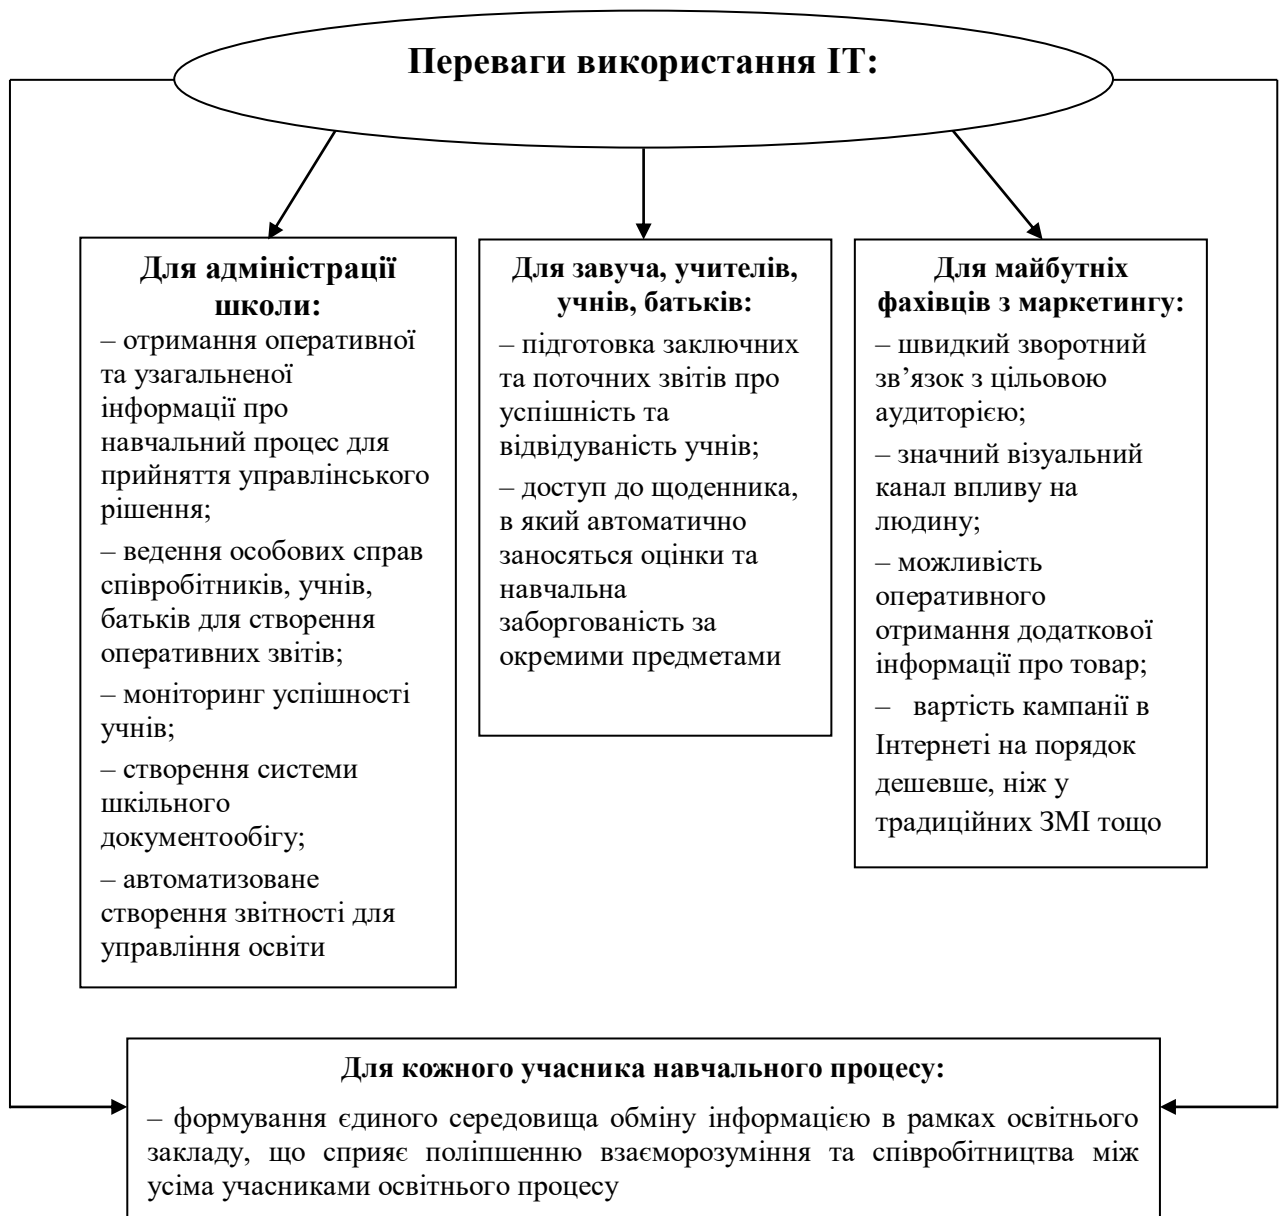 Переваги використання ІТ:
Для адміністрації
школи:
– отримання оперативної
та узагальненої
інформації про
навчальний процес для
прийняття управлінського
рішення;
– ведення особових справ
співробітників, учнів,
батьків для створення
оперативних звітів;
– моніторинг успішності
учнів;
– створення системи
шкільного
документообігу;
– автоматизоване
створення звітності для
управління освіти
Для завуча, учителів,
учнів, батьків:
– підготовка заключних
та поточних звітів про
успішність та
відвідуваність учнів;
– доступ до щоденника,
в який автоматично
заносяться оцінки та
навчальна
заборгованість за
окремими предметами
Для майбутніх
фахівців з маркетингу:
– швидкий зворотний
зв’язок з цільовою
аудиторією;
– значний візуальний
канал впливу на
людину;
– можливість
оперативного
отримання додаткової
інформації про товар;
– вартість кампанії в
Інтернеті на порядок
дешевше, ніж у
традиційних ЗМІ тощо
Для кожного учасника навчального процесу:
– формування єдиного середовища обміну інформацією в рамках освітнього
закладу, що сприяє поліпшенню взаєморозуміння та співробітництва між
усіма учасниками освітнього процесу